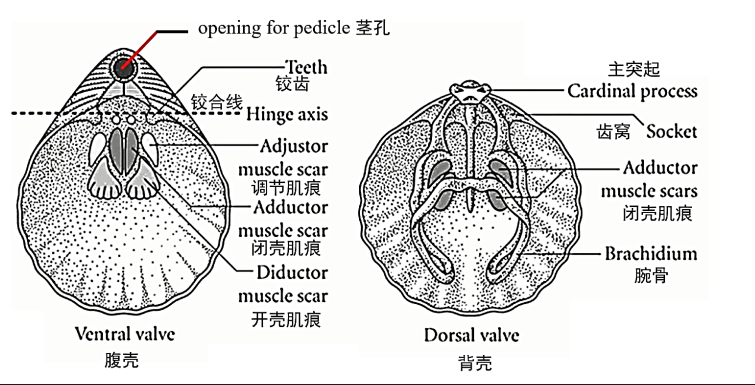 opening for pedicle 茎孔
Teeth
铰齿
铰合线
Hinge axis
Adjustor
muscle scar
调节肌痕
Adductor
muscle scar
闭壳肌痕
Diductor
muscle scar
开壳肌痕
Ventral valve
腹壳
主突起
Cardinal process
齿窝 Socket
Adductor
muscle scars
闭壳肌痕
Brachidium
腕骨
Dorsal valve
背壳